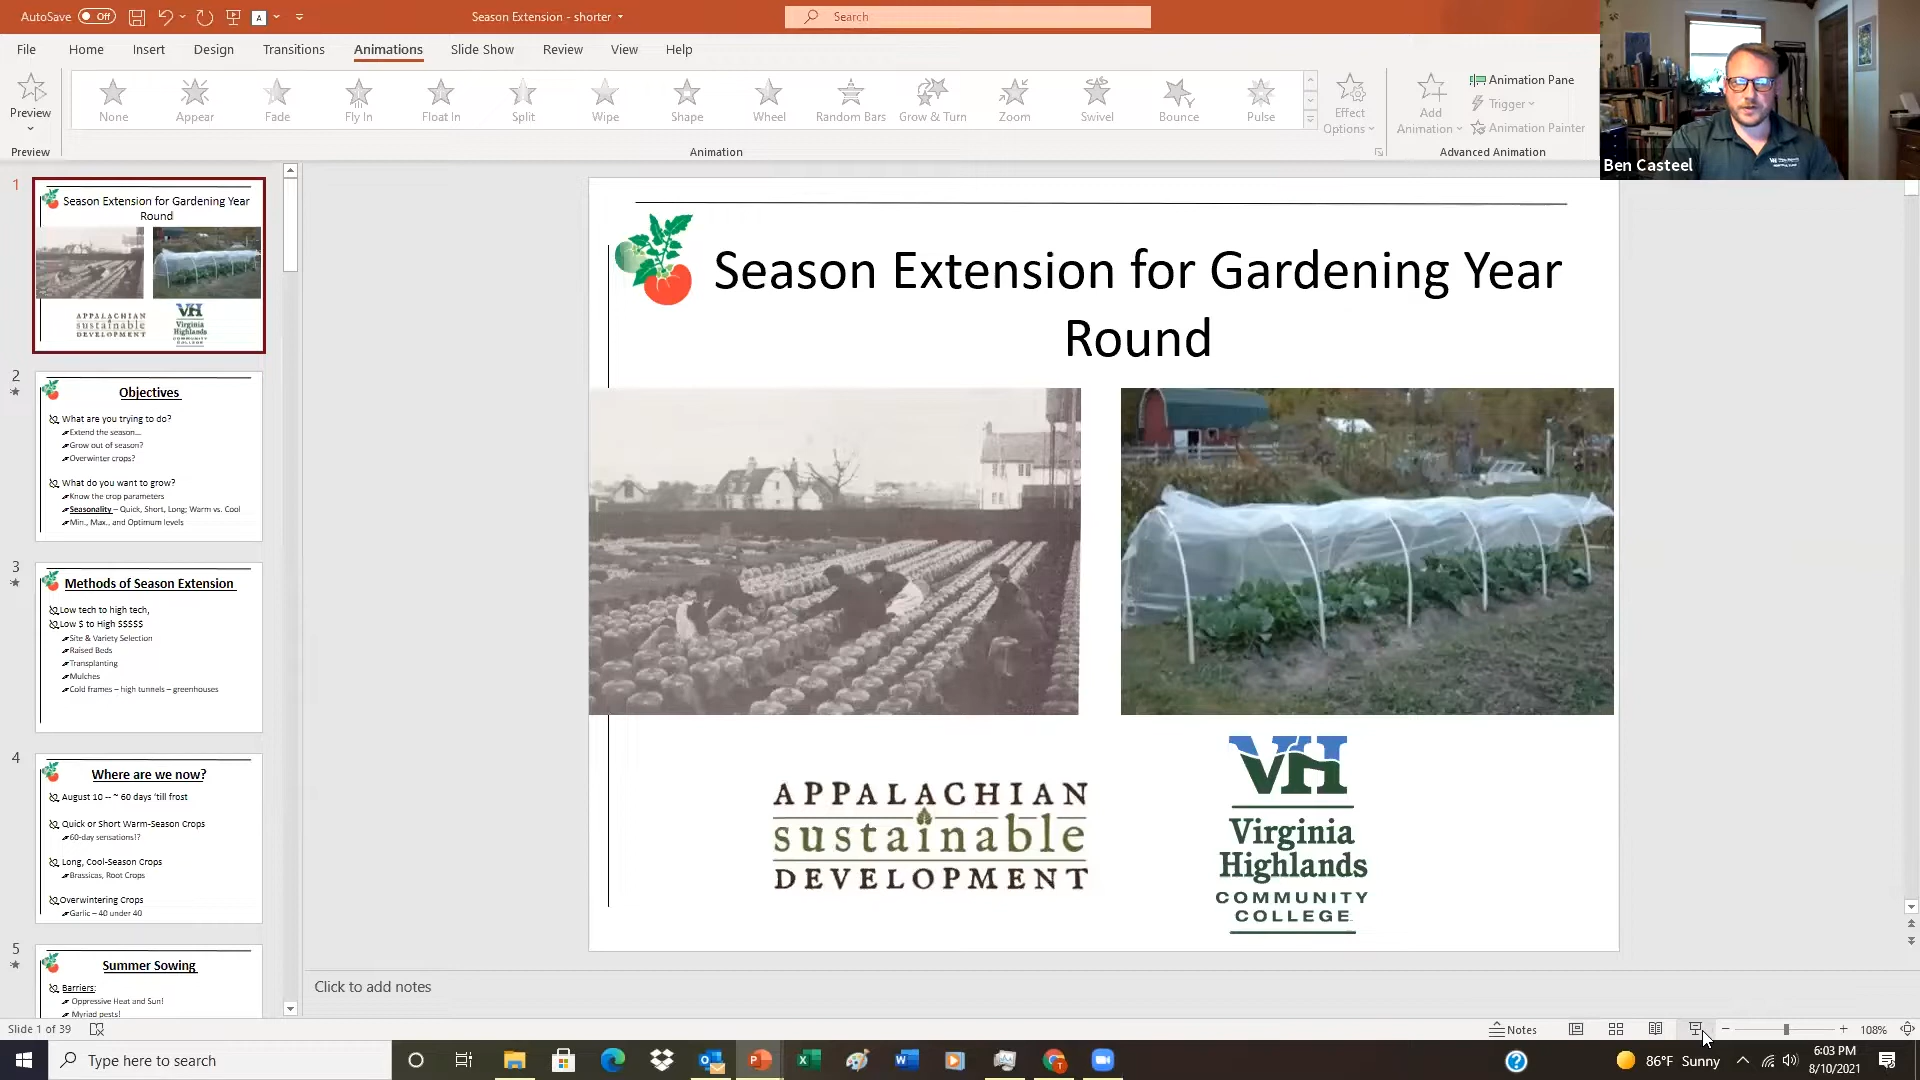 AutoSave Off
A
Season Extension - shorter
Search
File Home Insert Design Transitions Animations Slide Show Review View Help
Preview
None Appear Fade Fly In Float In Split Wipe Shape Wheel Random Bars Grow & Turn Zoom Swivel Bounce Pulse
Effect
Options
Add
Animation
Animation Pane
Trigger
Animation Painter
Preview Animation Advanced Animation
Ben Casteel
1
Season Extension for Gardening Year
Round
APPALACHIAN
sustainable
DEVELOPMENT
VH
Virginia
Highlands
COMMUNITY
COLLEGE
2
Objectives
What are you trying to do?
Extend the season...
Grow out of season?
Overwinter crops?
What do you want to grow?
Know the crop parameters
Seasonality – Quick, Short, Long; Warm vs. Cool
Min., Max., and Optimum levels
3
Methods of Season Extension
Low tech to high tech,
Low $ to High $$$$$
Site & Variety Selection
Raised Beds
Transplanting
Mulches
Cold frames – high tunnels – greenhouses
4
Where are we now?
August 10 -- ~ 60 days 'till frost
Quick or Short Warm-Season Crops
60-day sensations!?
Long, Cool-Season Crops
Brassicas, Root Crops
Overwintering Crops
Garlic – 40 under 40
5
Summer Sowing
Barriers:
Oppressive Heat and Sun!
Myriad pests!
Season Extension for Gardening Year
Round
APPALACHIAN
sustainable
DEVELOPMENT
VH
Virginia
Highlands
COMMUNITY
COLLEGE
Click to add notes
Slide 1 of 39
Notes
108%
Type here to search
86°F Sunny
6:03 PM
8/10/2021